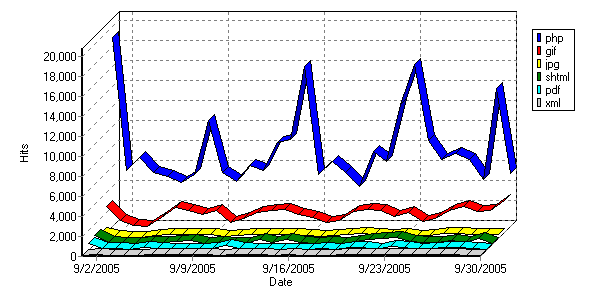 20,000
18,000
16,000
14,000
12,000
10,000
8,000
6,000
4,000
2,000
0
Hits
9/2/2005 9/9/2005 9/16/2005 9/23/2005 9/30/2005
Date
php
gif
jpg
shtml
pdf
xml